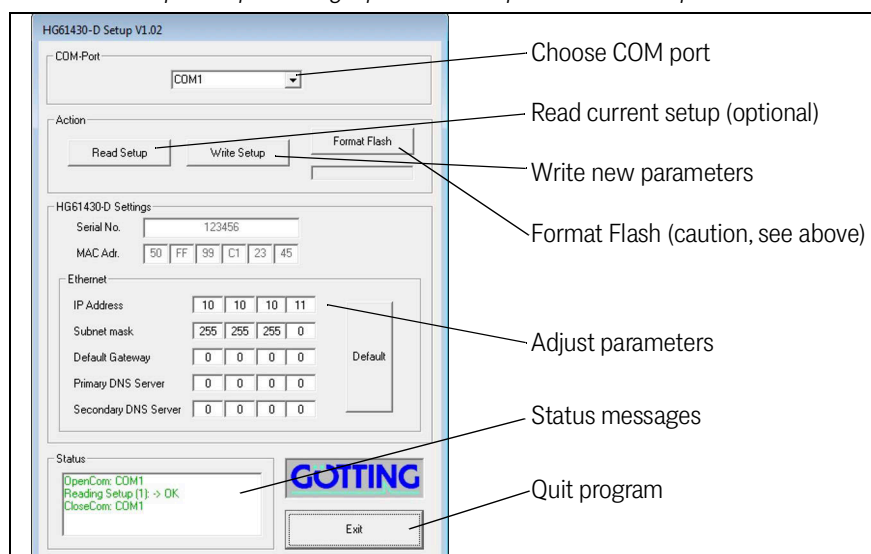 HG61430-D Setup V1.02
COM-Port
COM1
Choose COM port
Action
Read Setup
Write Setup
Format Flash
Read current setup (optional)
Write new parameters
Format Flash (caution, see above)
HG61430-D Settings
Serial No. 123456
MAC Adr. 50 FF 99 C1 23 45
Ethernet
IP Address 10 10 10 11
Subnet mask 255 255 255 0
Default Gateway 0 0 0 0
Primary DNS Server 0 0 0 0
Secondary DNS Server 0 0 0 0
Default
Adjust parameters
Status messages
Status
OpenCom: COM1
Reading Setup (1): -> OK
CloseCom: COM1
GÖTTING
Exit
Quit program